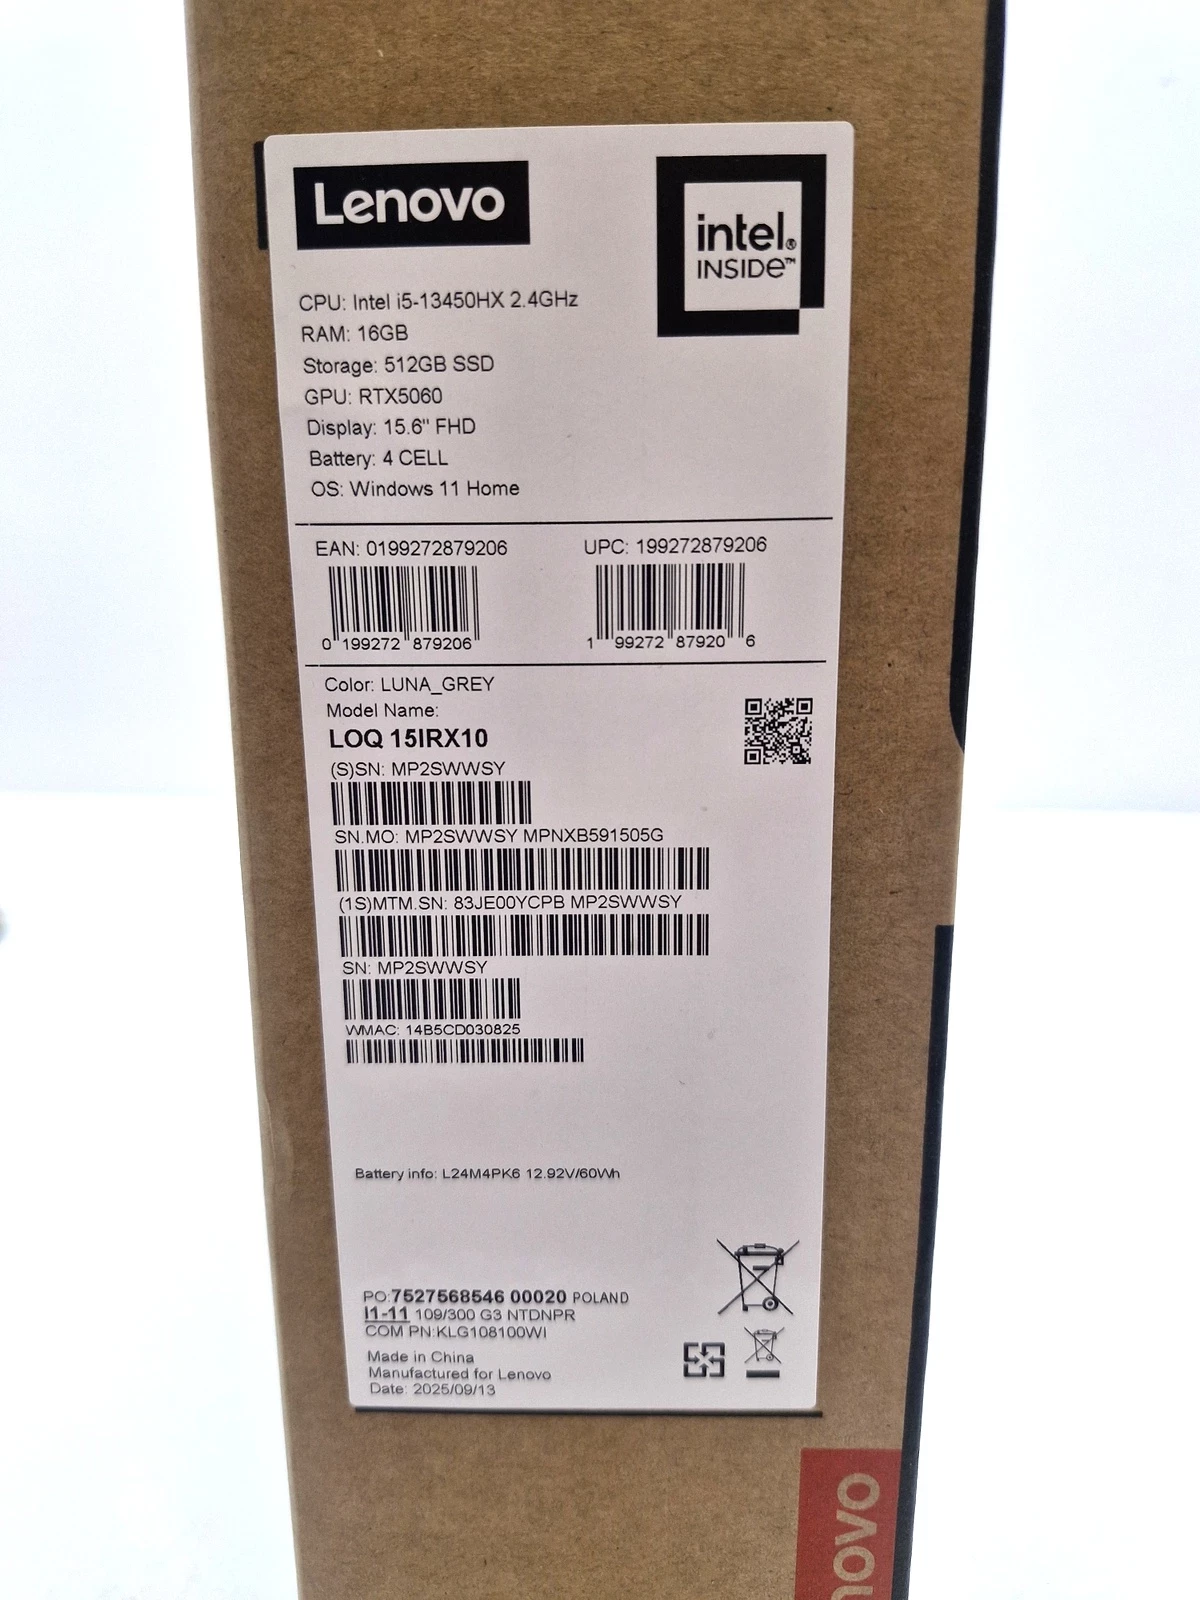 Lenovo
intel®
INSIDE™
CPU: Intel i5-13450HX 2.4GHz
RAM: 16GB
Storage: 512GB SSD
GPU: RTX5060
Display: 15.6" FHD
Battery: 4 CELL
OS: Windows 11 Home
EAN: 0199272879206
UPC: 199272879206
0 199272 879206
1 99272 87920 6
Color: LUNA_GREY
Model Name:
LOQ 15IRX10
(S)SN: MP2SWWSY
SN.MO: MP2SWWSY MPNXB591505G
(1S)MTM.SN: 83JE00YCPB MP2SWWSY
SN: MP2SWWSY
WMAC: 14B5CD030825
Battery info: L24M4PK6 12.92V/60Wh
PO:7527568546 00020 POLAND
I1-11 109/300 G3 NTDNPR
COM PN:KLG108100WI
Made in China
Manufactured for Lenovo
Date: 2025/09/13
novo